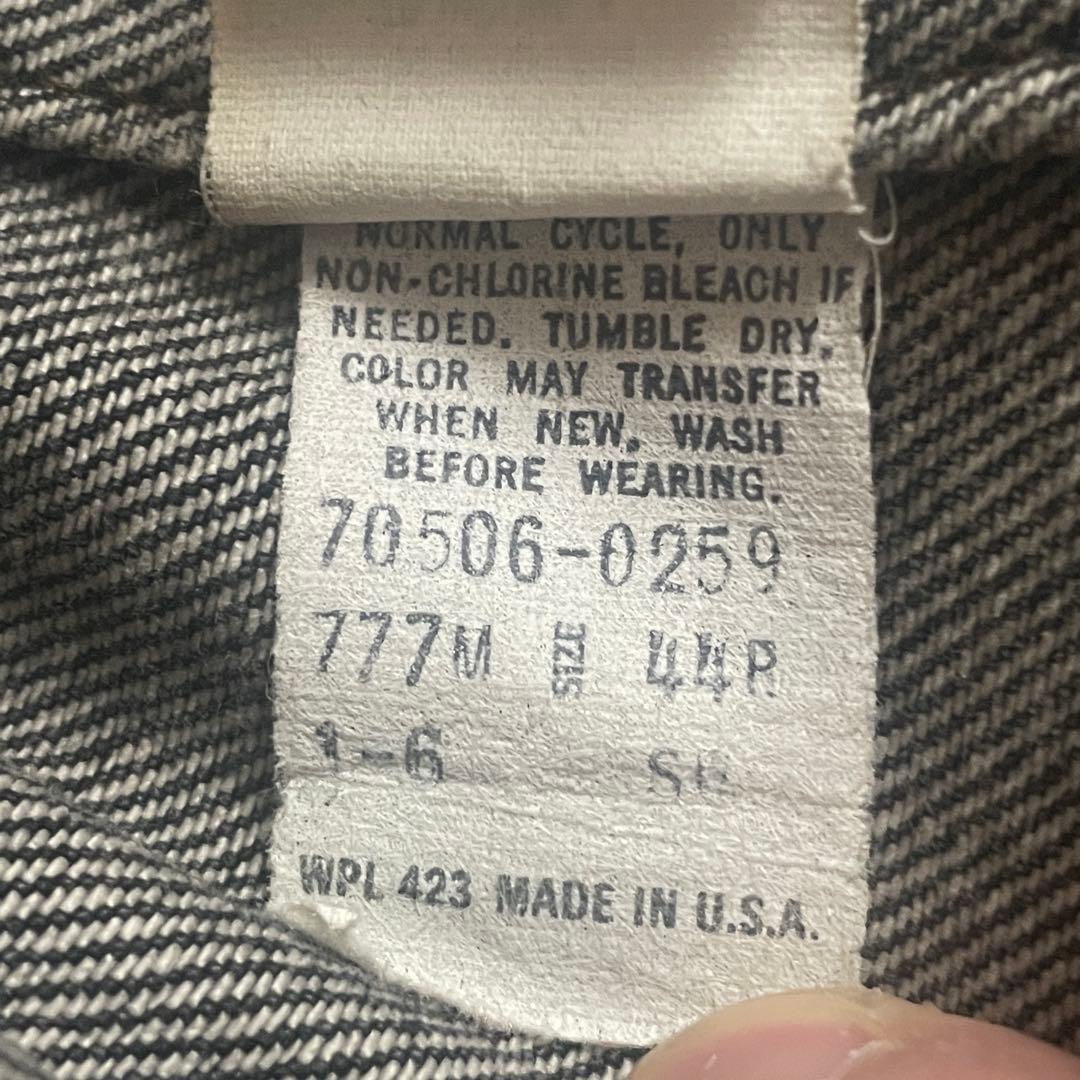 NORMAL CYCLE, ONLY
NON-CHLORINE BLEACH IF
NEEDED. TUMBLE DRY.
COLOR MAY TRANSFER
WHEN NEW. WASH
BEFORE WEARING.
70506-0259
777M SIZE 44R
1-6
WPL 423 MADE IN U.S.A.